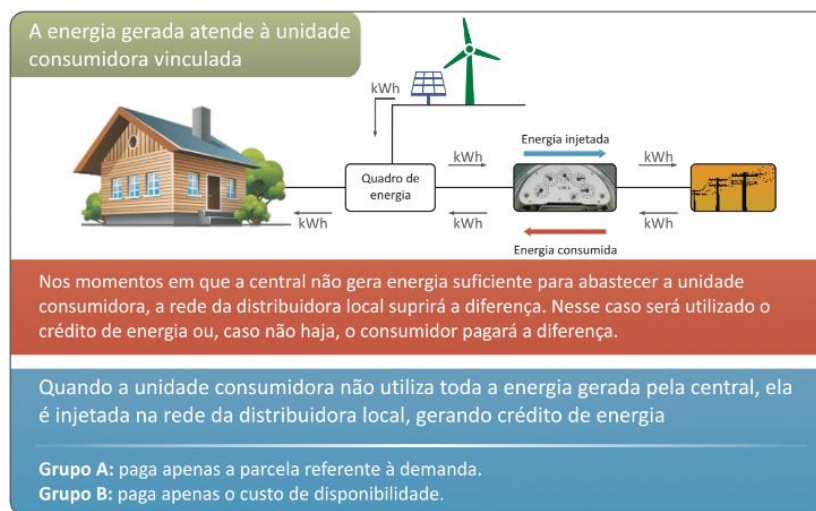 A energia gerada atende à unidade
consumidora vinculada
kWh
Energia injetada
kWh
kWh
Quadro de
energia
kWh
kWh
kWh
Energia consumida
Nos momentos em que a central não gera energia suficiente para abastecer a unidade
consumidora, a rede da distribuidora local suprirá a diferença. Nesse caso será utilizado o
crédito de energia ou, caso não haja, o consumidor pagará a diferença.
Quando a unidade consumidora não utiliza toda a energia gerada pela central, ela
é injetada na rede da distribuidora local, gerando crédito de energia
Grupo A: paga apenas a parcela referente à demanda.
Grupo B: paga apenas o custo de disponibilidade.